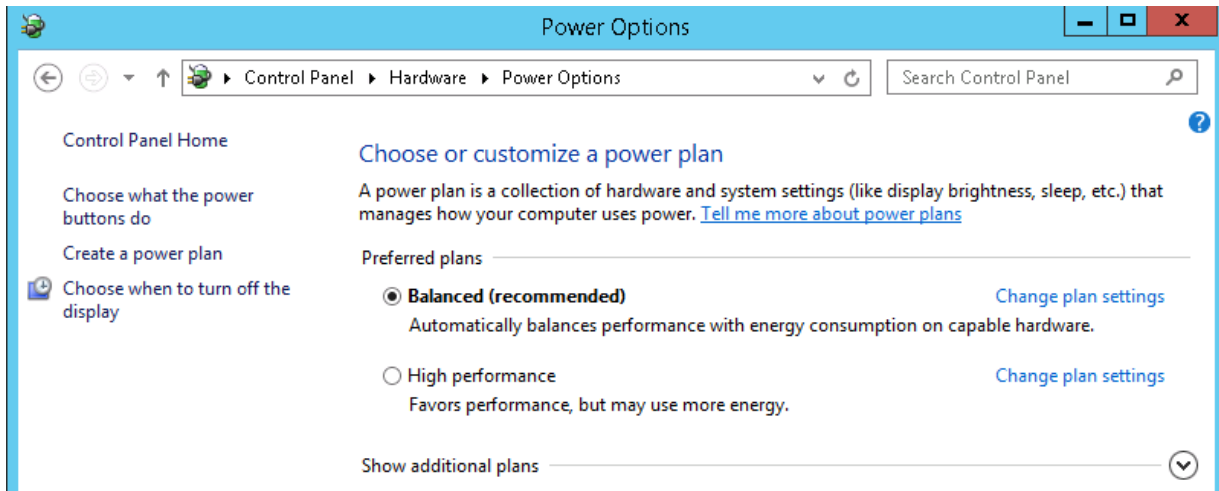 Power Options
Control Panel Hardware Power Options
Search Control Panel
Control Panel Home
Choose what the power
buttons do
Create a power plan
Choose when to turn off the
display
Choose or customize a power plan
A power plan is a collection of hardware and system settings (like display brightness, sleep, etc.) that
manages how your computer uses power. Tell me more about power plans
Preferred plans
Balanced (recommended) Change plan settings
Automatically balances performance with energy consumption on capable hardware.
High performance Change plan settings
Favors performance, but may use more energy.
Show additional plans